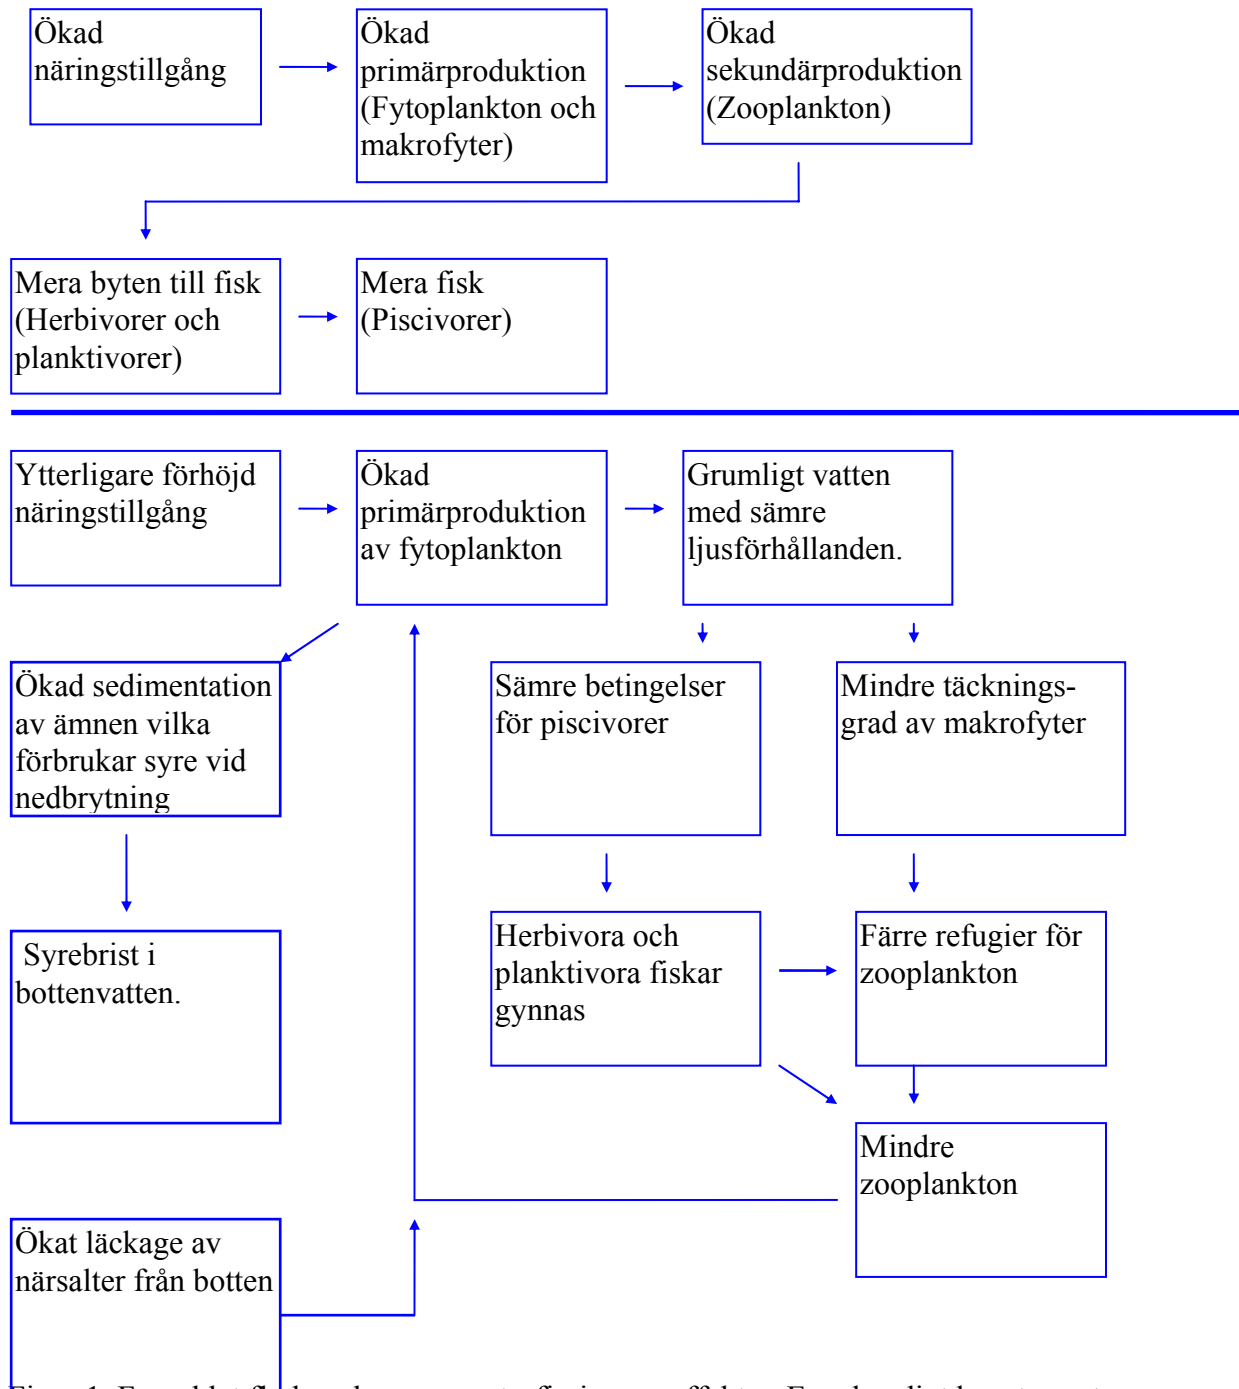 Ökad
näringstillgång
Ökad
primärproduktion
(Fytoplankton och
makrofyter)
Ökad
sekundärproduktion
(Zooplankton)
Mera byten till fisk
(Herbivorer och
planktivorer)
Mera fisk
(Piscivorer)
Ytterligare förhöjd
näringstillgång
Ökad
primärproduktion
av fytoplankton
Grumligt vatten
med sämre
ljusförhållanden.
Ökad sedimentation
av ämnen vilka
förbrukar syre vid
nedbrytning
Sämre betingelser
för piscivorer
Mindre täcknings-
grad av makrofyter
Syrebrist i
bottenvatten.
Herbivora och
planktivora fiskar
gynnas
Färre refugier för
zooplankton
Mindre
zooplankton
Ökat läckage av
närsalter från botten